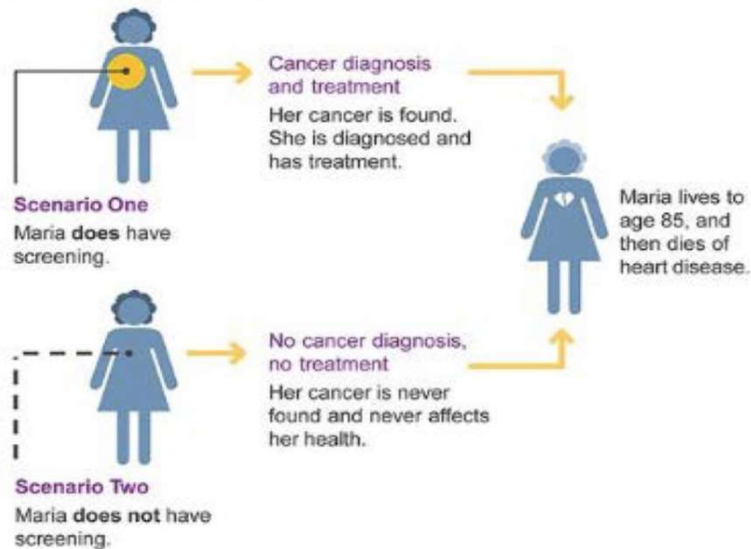 Cancer diagnosis
and treatment
Her cancer is found.
She is diagnosed and
has treatment.
Scenario One
Maria does have
screening.
Maria lives to
age 85, and
then dies of
heart disease.
No cancer diagnosis,
no treatment
Her cancer is never
found and never affects
her health.
Scenario Two
Maria does not have
screening.